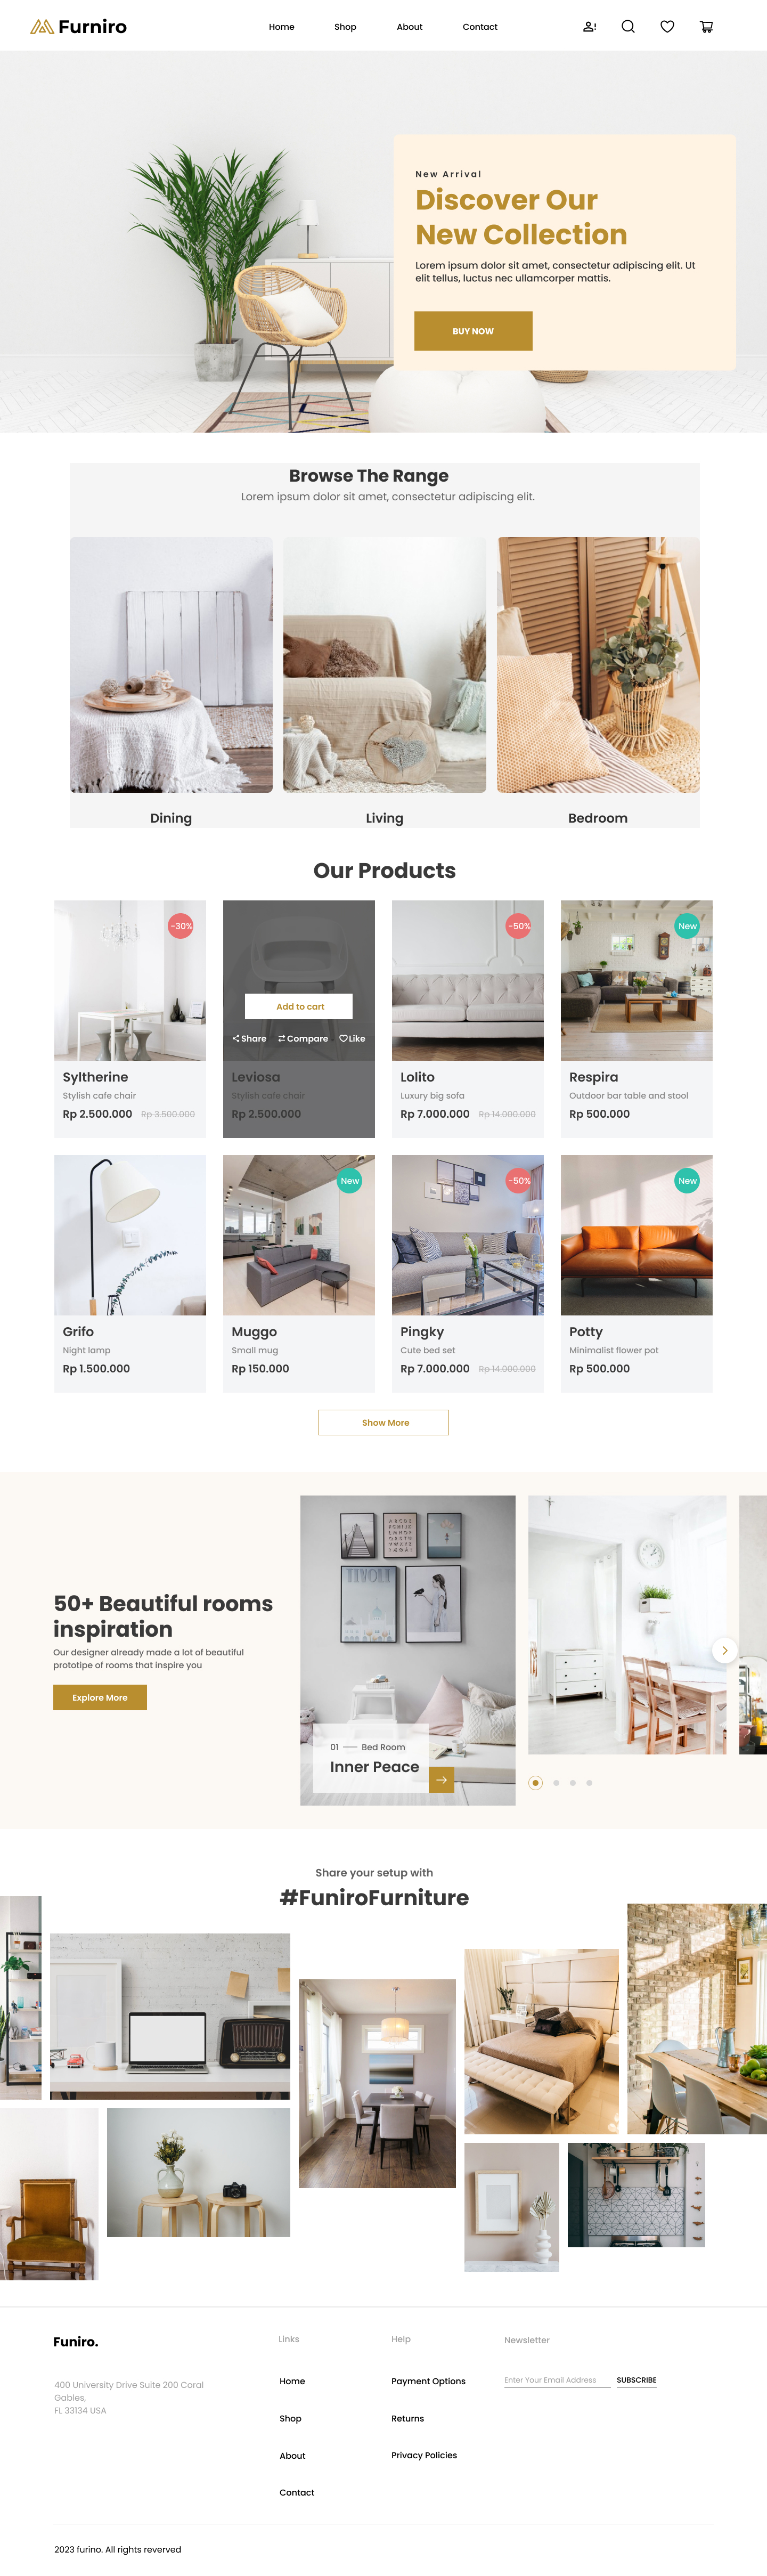 Furniro
Home
Shop
About
Contact
New Arrival
Discover Our
New Collection
Lorem ipsum dolor sit amet, consectetur adipiscing elit. Ut
elit tellus, luctus nec ullamcorper mattis.
BUY NOW
Browse The Range
Lorem ipsum dolor sit amet, consectetur adipiscing elit.
Dining
Living
Bedroom
Our Products
-30%
Syltherine
Stylish cafe chair
Rp 2.500.000 Rp 3.500.000
Add to cart
Share Compare Like
Leviosa
Stylish cafe chair
Rp 2.500.000
-50%
Lolito
Luxury big sofa
Rp 7.000.000 Rp 14.000.000
New
Respira
Outdoor bar table and stool
Rp 500.000
Grifo
Night lamp
Rp 1.500.000
New
Muggo
Small mug
Rp 150.000
-50%
Pingky
Cute bed set
Rp 7.000.000 Rp 14.000.000
New
Potty
Minimalist flower pot
Rp 500.000
Show More
50+ Beautiful rooms
inspiration
Our designer already made a lot of beautiful
prototipe of rooms that inspire you
Explore More
TIVOLI
01 Bed Room
Inner Peace
Share your setup with
#FuniroFurniture
Funiro.
400 University Drive Suite 200 Coral
Gables,
FL 33134 USA
Links
Home
Shop
About
Contact
Help
Payment Options
Returns
Privacy Policies
Newsletter
Enter Your Email Address
SUBSCRIBE
2023 furino. All rights reverved